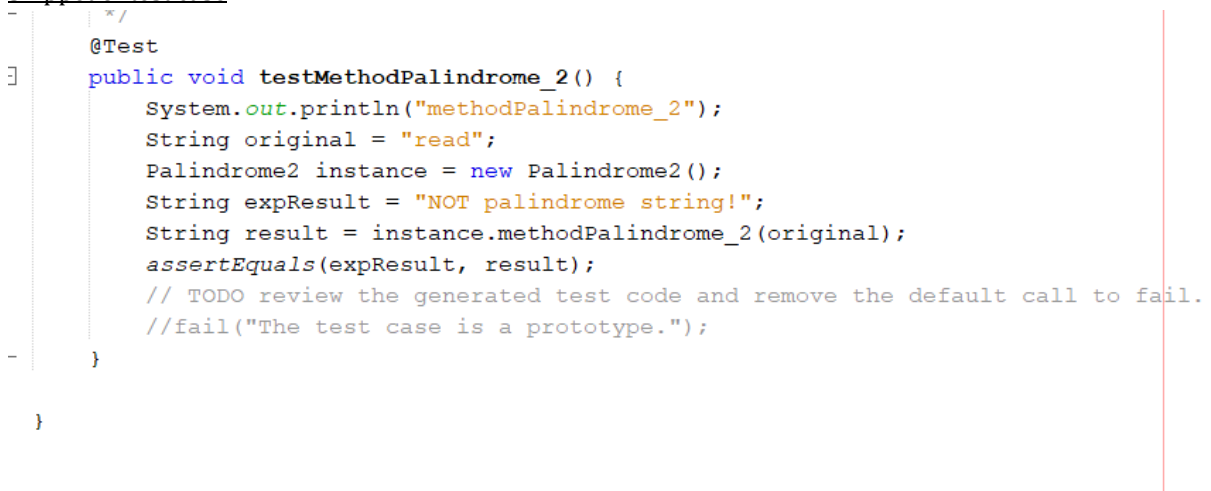 */
@Test
public void testMethodPalindrome_2() {
System.out.println("methodPalindrome_2");
String original = "read";
Palindrome2 instance = new Palindrome2();
String expResult = "NOT palindrome string!";
String result = instance.methodPalindrome_2(original);
assertEquals(expResult, result);
// TODO review the generated test code and remove the default call to fail.
//fail("The test case is a prototype.");
}
}